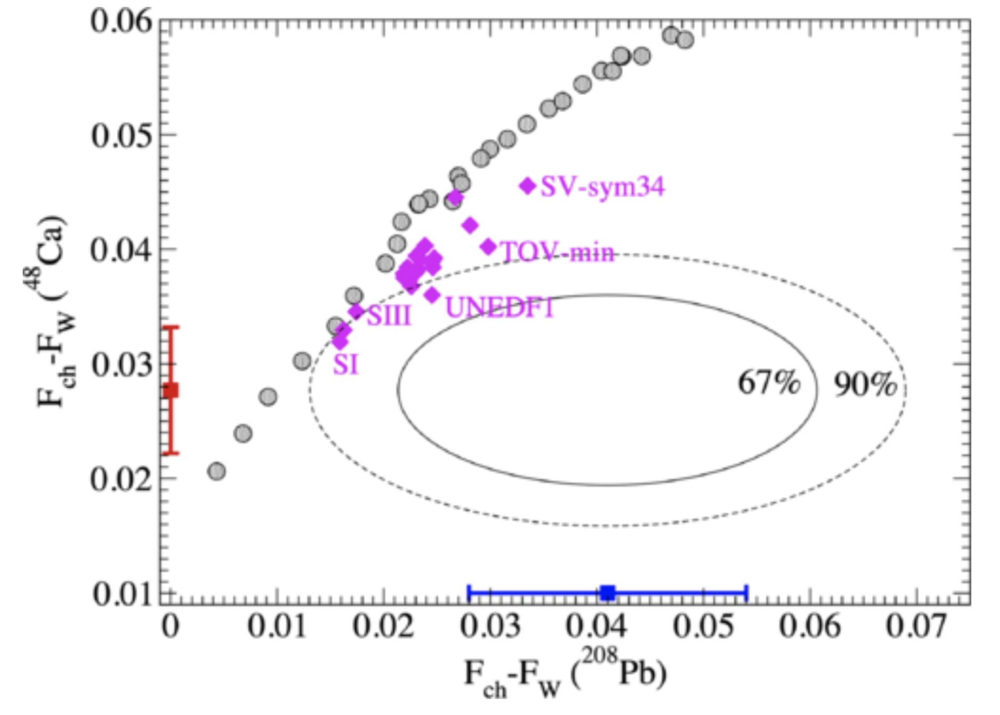 0.06
0.05
0.04
0.03
0.02
0.01
F_ch-F_W (^48Ca)
SV-sym34
TOV-min
UNEDF1
SIII
SI
67% 90%
0 0.01 0.02 0.03 0.04 0.05 0.06 0.07
F_ch-F_W (^208Pb)